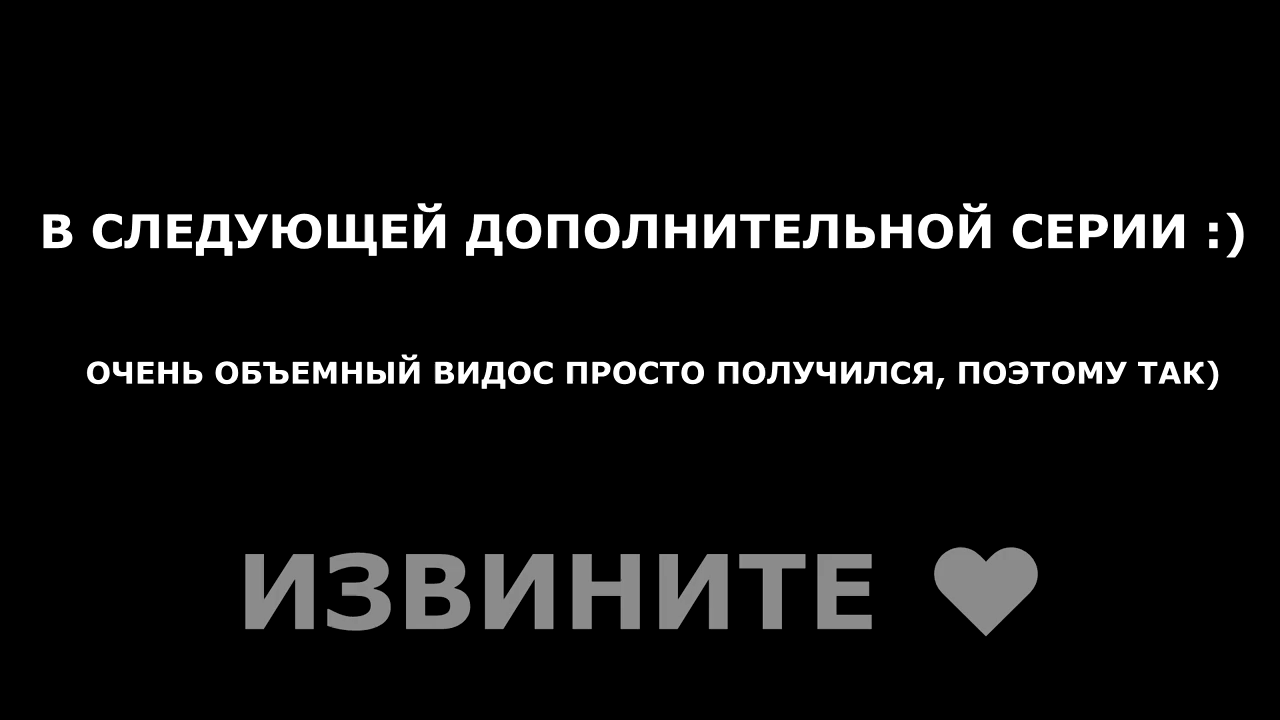 В СЛЕДУЮЩЕЙ ДОПОЛНИТЕЛЬНОЙ СЕРИИ :)
ОЧЕНЬ ОБЪЕМНЫЙ ВИДОС ПРОСТО ПОЛУЧИЛСЯ, ПОЭТОМУ ТАК)
ИЗВИНИТЕ ♥